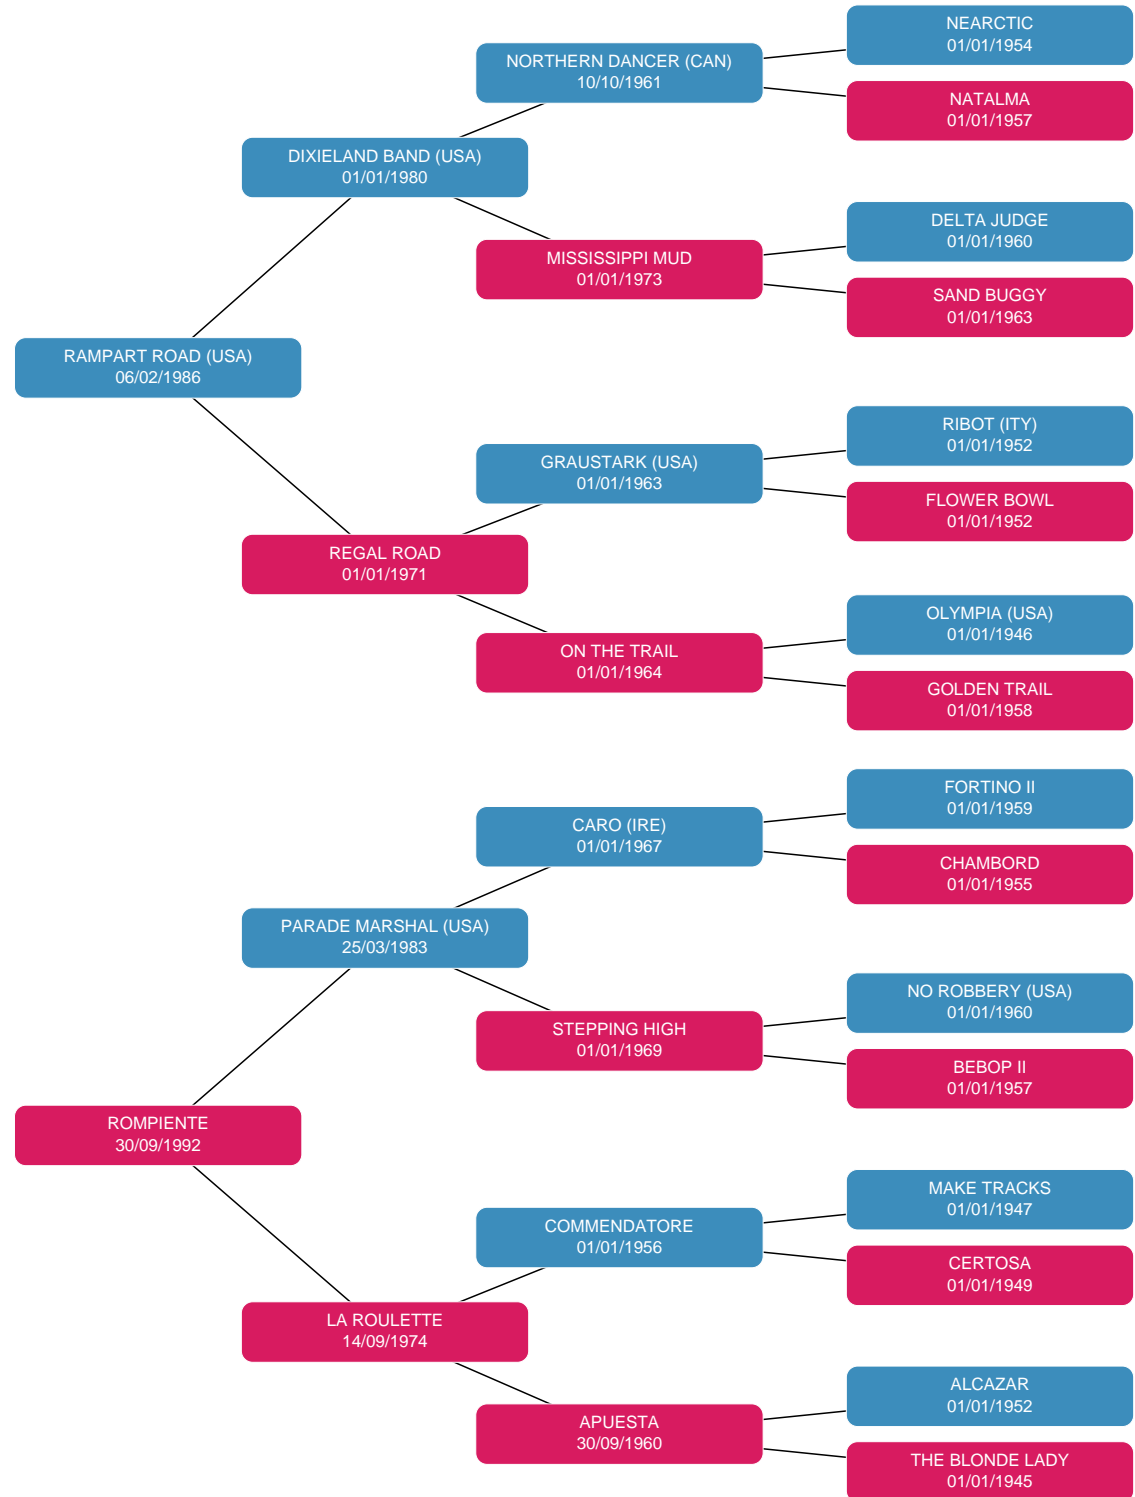 NEARCTIC
01/01/1954
NORTHERN DANCER (CAN)
10/10/1961
NATALMA
01/01/1957
DIXIELAND BAND (USA)
01/01/1980
DELTA JUDGE
01/01/1960
MISSISSIPPI MUD
01/01/1973
SAND BUGGY
01/01/1963
RAMPART ROAD (USA)
06/02/1986
RIBOT (ITY)
01/01/1952
GRAUSTARK (USA)
01/01/1963
FLOWER BOWL
01/01/1952
REGAL ROAD
01/01/1971
OLYMPIA (USA)
01/01/1946
ON THE TRAIL
01/01/1964
GOLDEN TRAIL
01/01/1958
FORTINO II
01/01/1959
CARO (IRE)
01/01/1967
CHAMBORD
01/01/1955
PARADE MARSHAL (USA)
25/03/1983
NO ROBBERY (USA)
01/01/1960
STEPPING HIGH
01/01/1969
BEBOP II
01/01/1957
ROMPIENTE
30/09/1992
MAKE TRACKS
01/01/1947
COMMENDATORE
01/01/1956
CERTOSA
01/01/1949
LA ROULETTE
14/09/1974
ALCAZAR
01/01/1952
APUESTA
30/09/1960
THE BLONDE LADY
01/01/1945